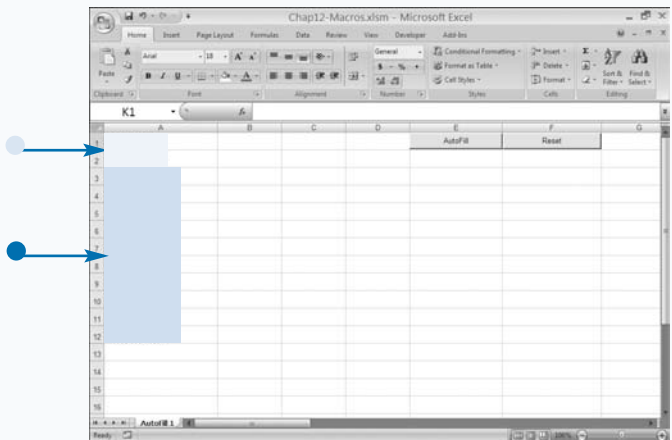 Chap12-Macros.xlsm - Microsoft Excel
Home Insert Page Layout Formulas Data Review View Developer Add-Ins
Arial 18 General Conditional Formatting Insert Σ
Paste B I U $ % , Format as Table Delete Sort & Find &
Cell Styles Format Filter Select
Clipboard Font Alignment Number Styles Cells Editing
K1 fx
A B C D E F G
1 AutoFill Reset
2
3
4
5
6
7
8
9
10
11
12
13
14
15
16
AutoFill 1
Ready 100%